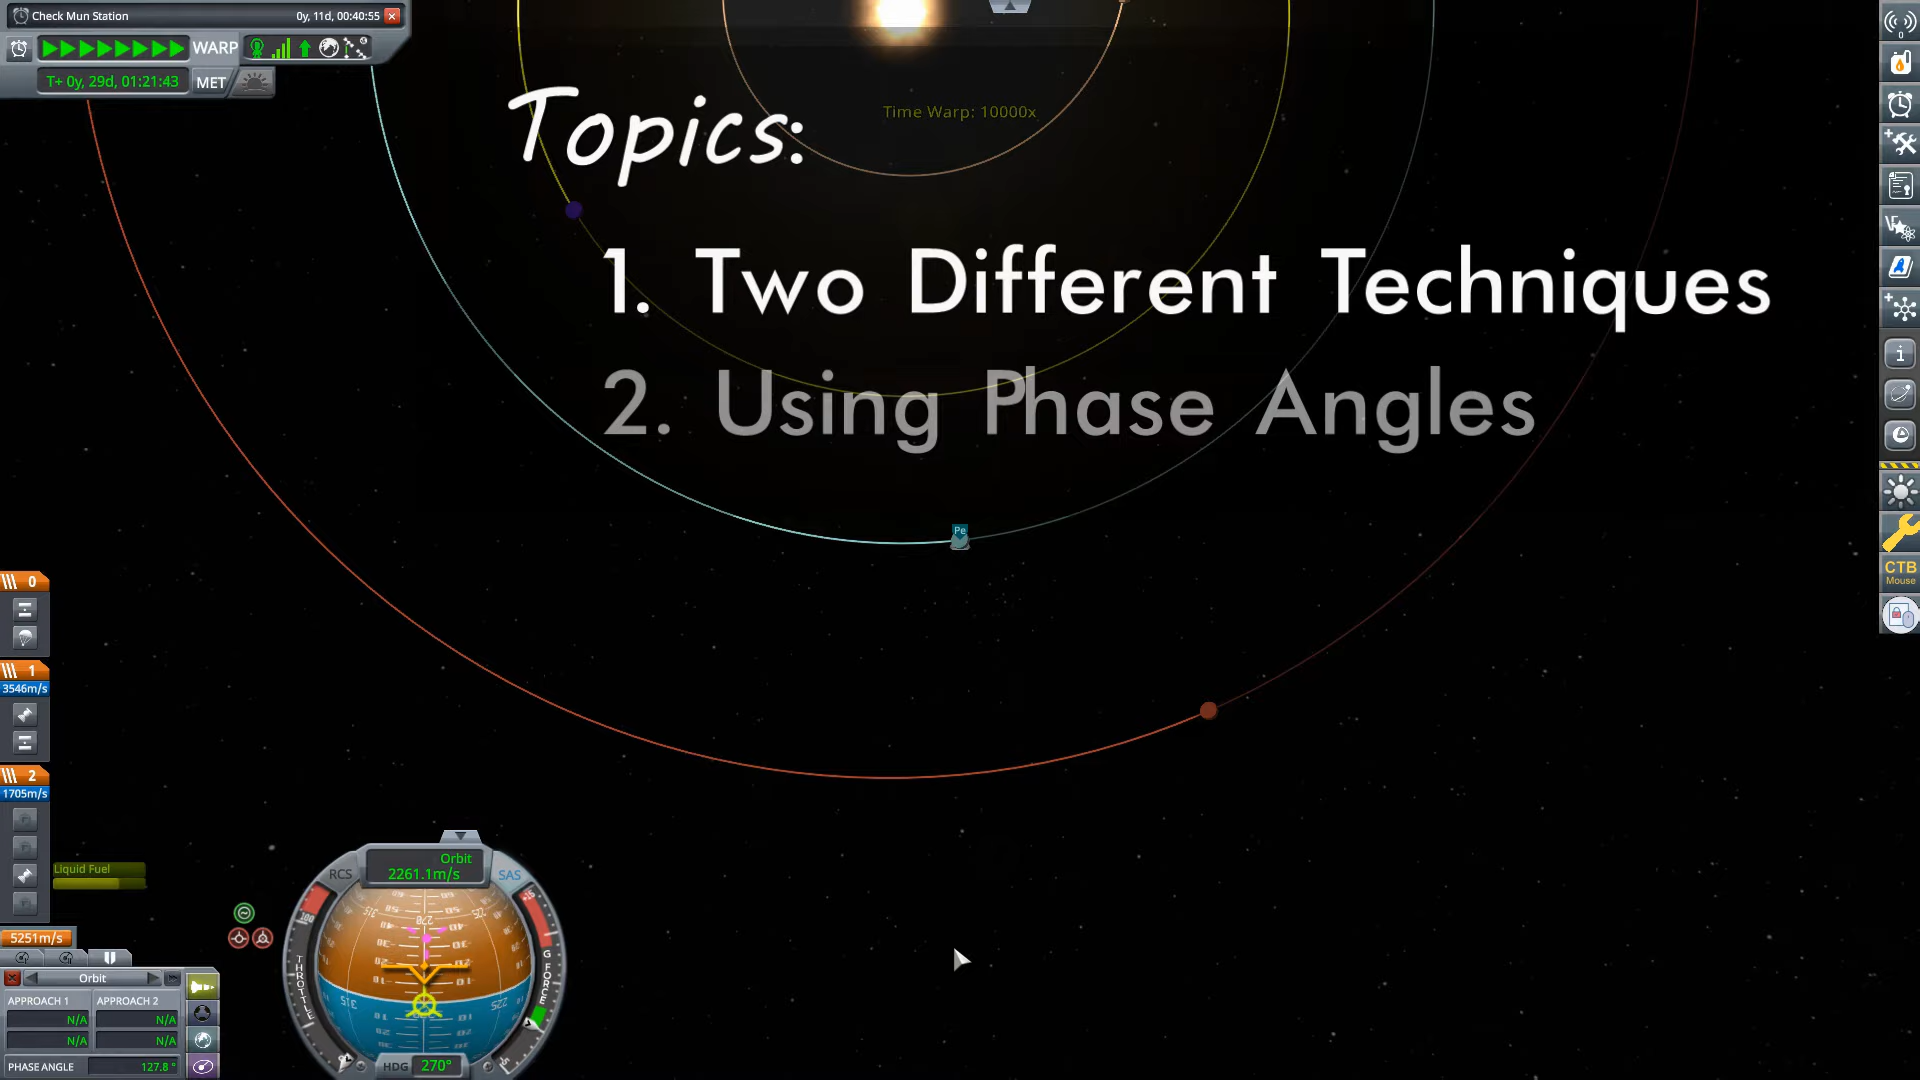 Check Mun Station 0y, 11d, 00:40:55
WARP
T+ 0y, 29d, 01:21:43 MET
Time Warp: 10000x
Topics:
1. Two Different Techniques
2. Using Phase Angles
Pe
0
1
3546m/s
2
1705m/s
Liquid Fuel
5251m/s
Orbit
APPROACH 1 APPROACH 2
N/A N/A
N/A N/A
PHASE ANGLE 127.8 °
RCS
Orbit
2261.1m/s
SAS
THROTTLE
G FORCE
HDG 270°
CTB
Mouse